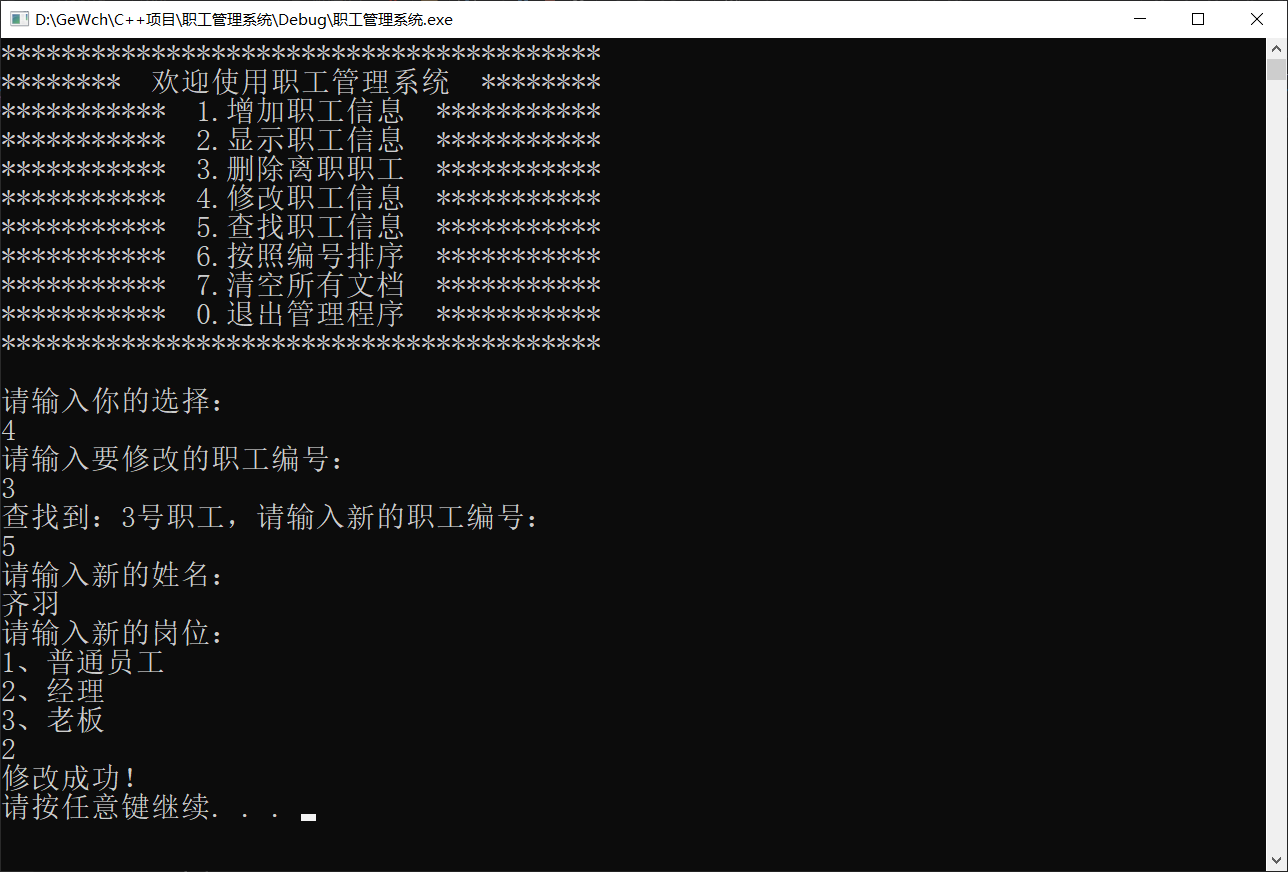 D:\GeWch\C++项目\职工管理系统\Debug\职工管理系统.exe
****************************************
********  欢迎使用职工管理系统  ********
***********  1.增加职工信息  ***********
***********  2.显示职工信息  ***********
***********  3.删除离职职工  ***********
***********  4.修改职工信息  ***********
***********  5.查找职工信息  ***********
***********  6.按照编号排序  ***********
***********  7.清空所有文档  ***********
***********  0.退出管理程序  ***********
****************************************
请输入你的选择：
4
请输入要修改的职工编号：
3
查找到：3号职工，请输入新的职工编号：
5
请输入新的姓名：
齐羽
请输入新的岗位：
1、普通员工
2、经理
3、老板
2
修改成功！
请按任意键继续. . .